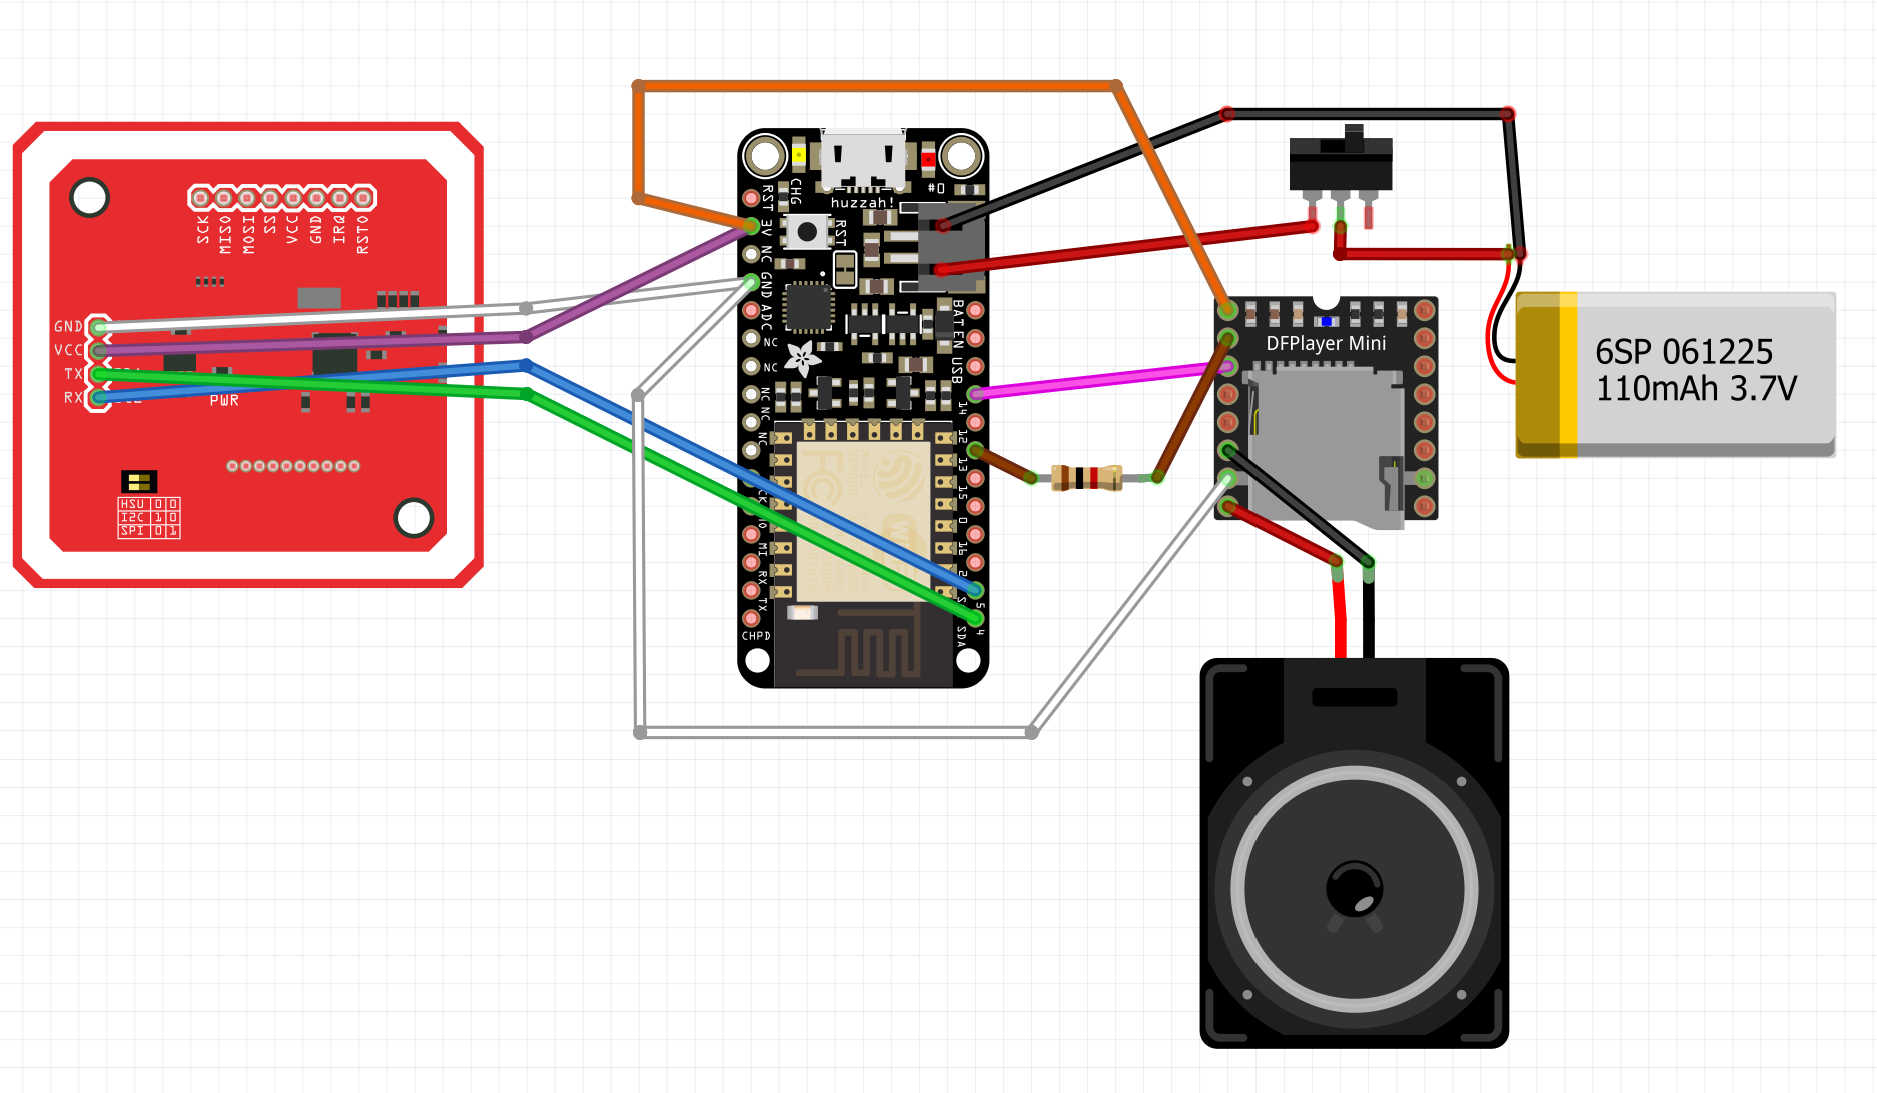 SCK
MISO
MOSI
SS
VCC
GND
IRQ
RSTO
GND
VCC
TX
RX
PWR
HSU 0 0
I2C 1 0
SPI 0 1
CHG
#0
huzzah!
RST
3V
NC
GND
ADC
NC
NC
NC
NC
NC
MI
RX
TX
CHPD
RST
BAT
EN
USB
14
12
13
15
0
16
2
5
4
SDA
DFPlayer Mini
6SP 061225
110mAh 3.7V